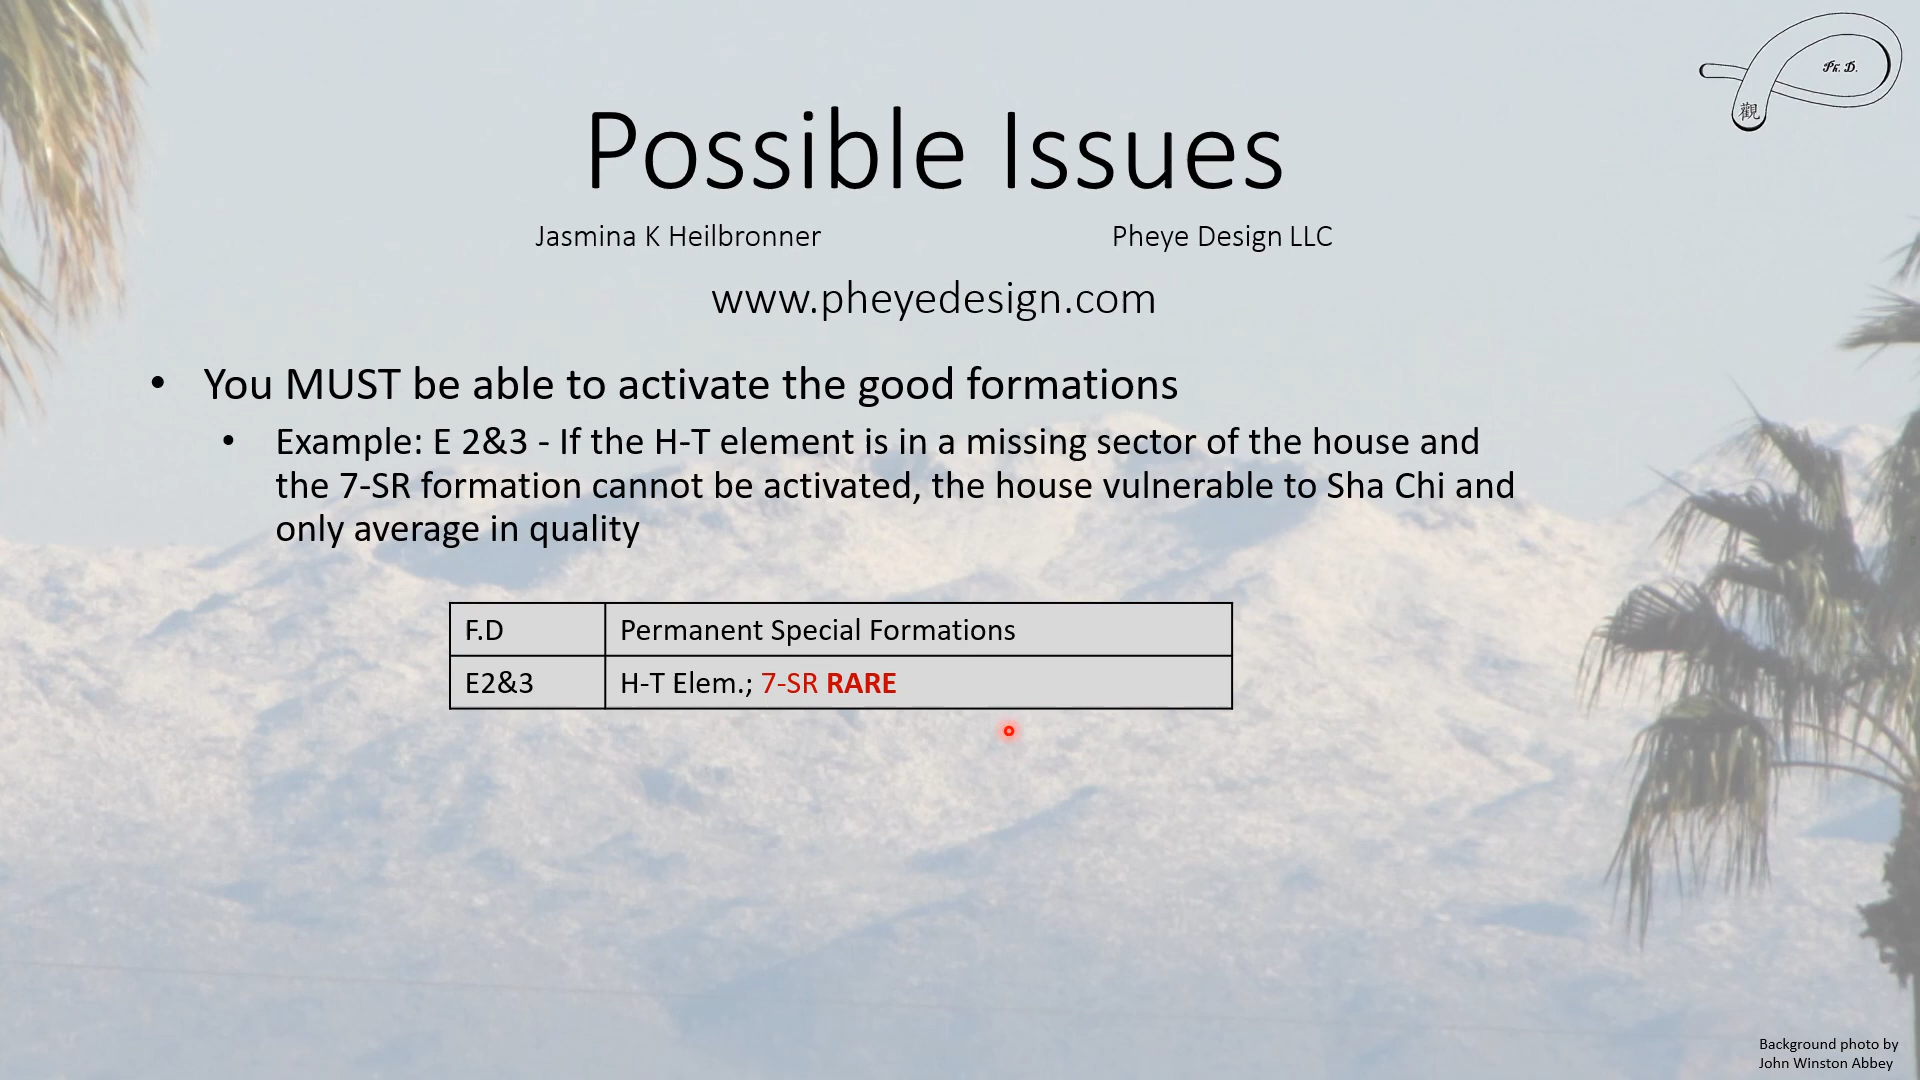 Ph. D.
觀
Possible Issues
Jasmina K Heilbronner Pheye Design LLC
www.pheyedesign.com
• You MUST be able to activate the good formations
• Example: E 2&3 - If the H-T element is in a missing sector of the house and
the 7-SR formation cannot be activated, the house vulnerable to Sha Chi and
only average in quality
F.D Permanent Special Formations
E2&3 H-T Elem.; 7-SR RARE
Background photo by
John Winston Abbey